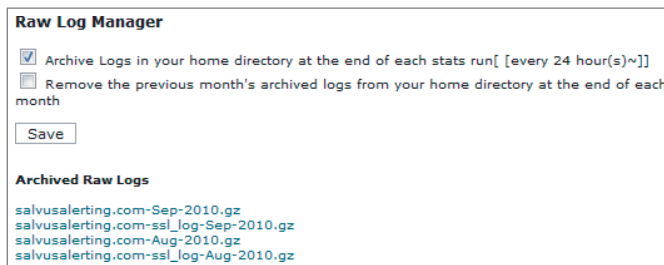 Raw Log Manager
Archive Logs in your home directory at the end of each stats run[ [every 24 hour(s)~]]
Remove the previous month's archived logs from your home directory at the end of each
month
Save
Archived Raw Logs
salvusalerting.com-Sep-2010.gz
salvusalerting.com-ssl_log-Sep-2010.gz
salvusalerting.com-Aug-2010.gz
salvusalerting.com-ssl_log-Aug-2010.gz